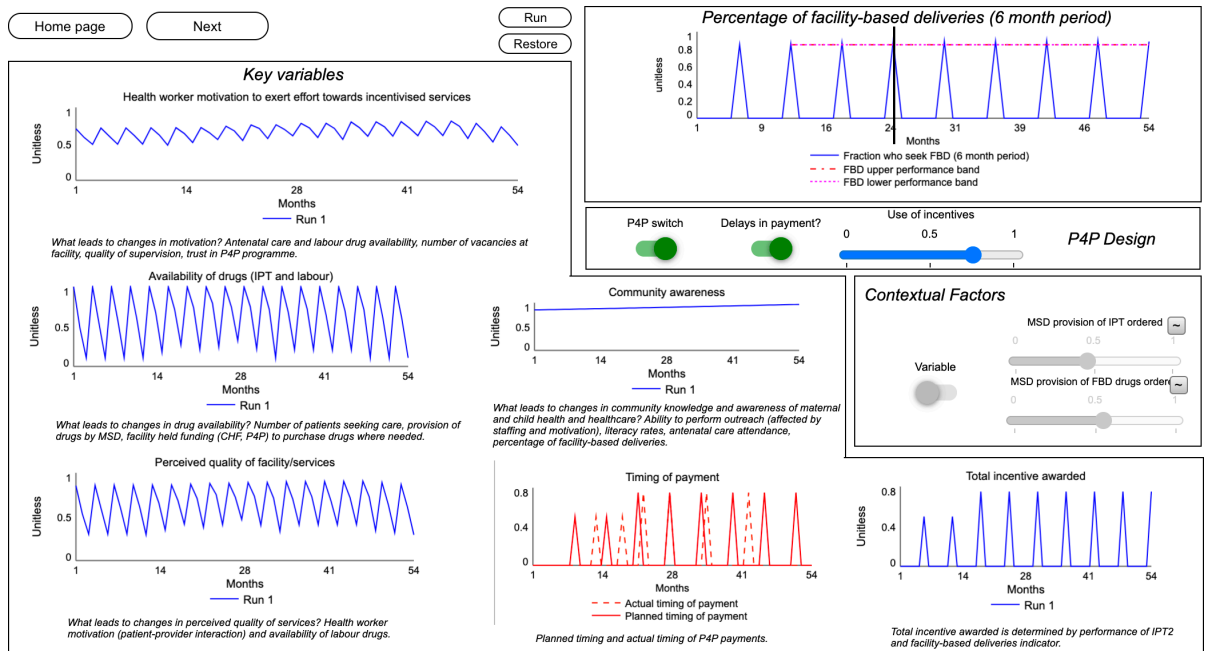 Home page
Next
Run
Restore
Key variables
Health worker motivation to exert effort towards incentivised services
Unitless
1
0.5
0
1
14
28
41
54
Months
Run 1
What leads to changes in motivation? Antenatal care and labour drug availability, number of vacancies at
facility, quality of supervision, trust in P4P programme.
Availability of drugs (IPT and labour)
Unitless
1
0.5
0
1
14
28
41
54
Months
Run 1
What leads to changes in drug availability? Number of patients seeking care, provision of
drugs by MSD, facility held funding (CHF, P4P) to purchase drugs where needed.
Perceived quality of facility/services
Unitless
1
0.5
0
1
14
28
41
54
Months
Run 1
What leads to changes in perceived quality of services? Health worker
motivation (patient-provider interaction) and availability of labour drugs.
Community awareness
Unitless
1
0.5
1
1
14
28
41
54
Months
Run 1
What leads to changes in community knowledge and awareness of maternal
and child health and healthcare? Ability to perform outreach (affected by
staffing and motivation), literacy rates, antenatal care attendance,
percentage of facility-based deliveries.
Timing of payment
Unitless
0.8
0.4
0
1
14
28
41
54
Months
Actual timing of payment
Planned timing of payment
Planned timing and actual timing of P4P payments.
Total incentive awarded
Unitless
0.8
0.4
0
1
14
28
41
54
Months
Run 1
Total incentive awarded is determined by performance of IPT2
and facility-based deliveries indicator.
Percentage of facility-based deliveries (6 month period)
unitless
1
0.8
0.6
0.4
0.2
0
1
9
16
24
31
39
46
54
Months
Fraction who seek FBD (6 month period)
FBD upper performance band
FBD lower performance band
P4P switch
Delays in payment?
Use of incentives
0
0.5
1
P4P Design
Contextual Factors
Variable
MSD provision of IPT ordered
~
0
0.5
1
MSD provision of FBD drugs ordere
~
0
0.5
1